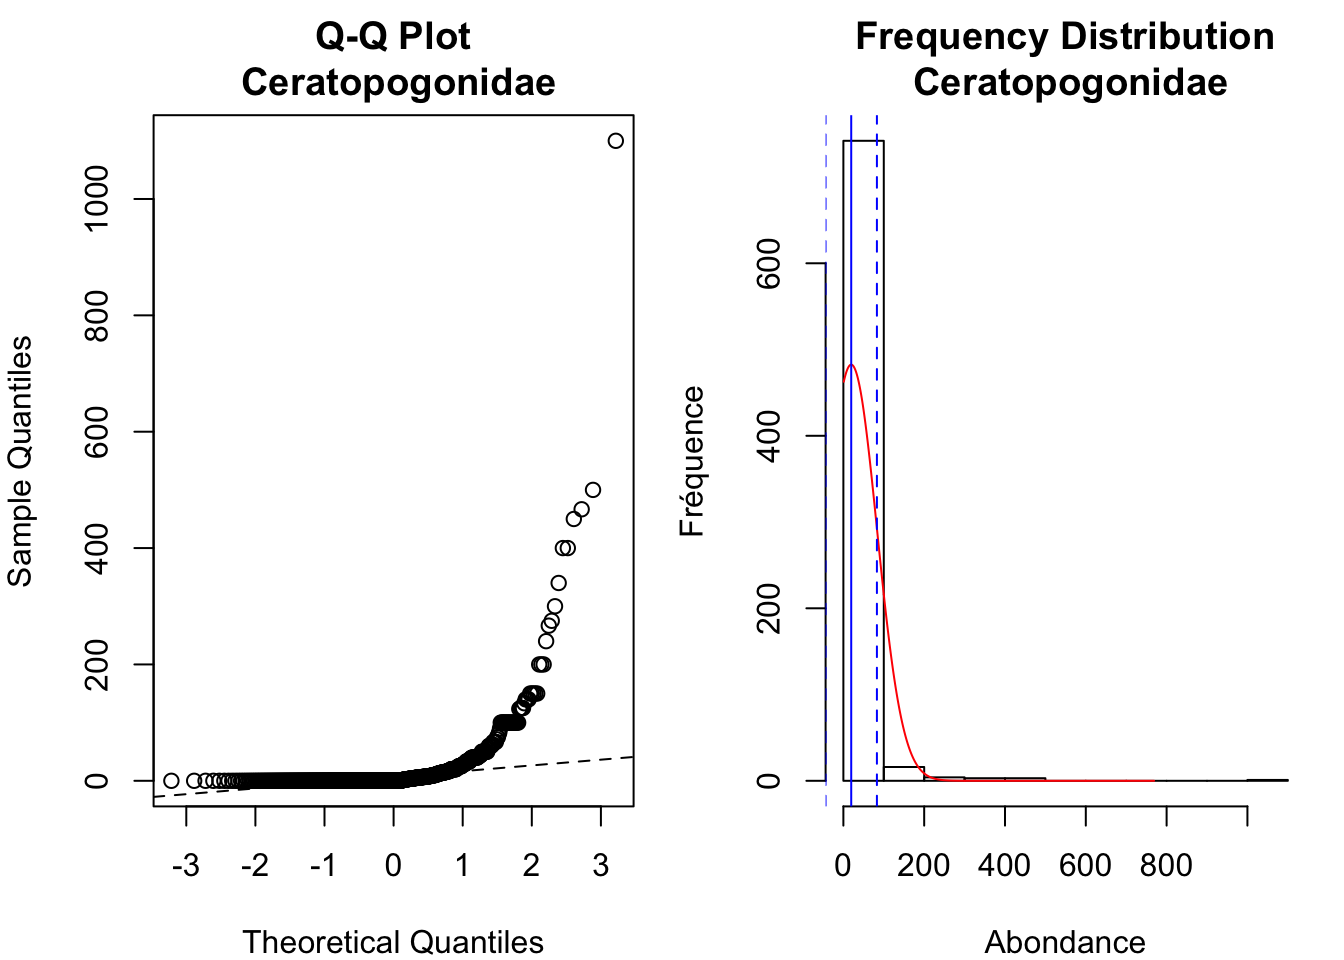 Q-Q Plot
Ceratopogonidae
Sample Quantiles
0
200
400
600
800
1000
-3 -2 -1 0 1 2 3
Theoretical Quantiles
Frequency Distribution
Ceratopogonidae
Fréquence
0
200
400
600
0 200 400 600 800
Abondance